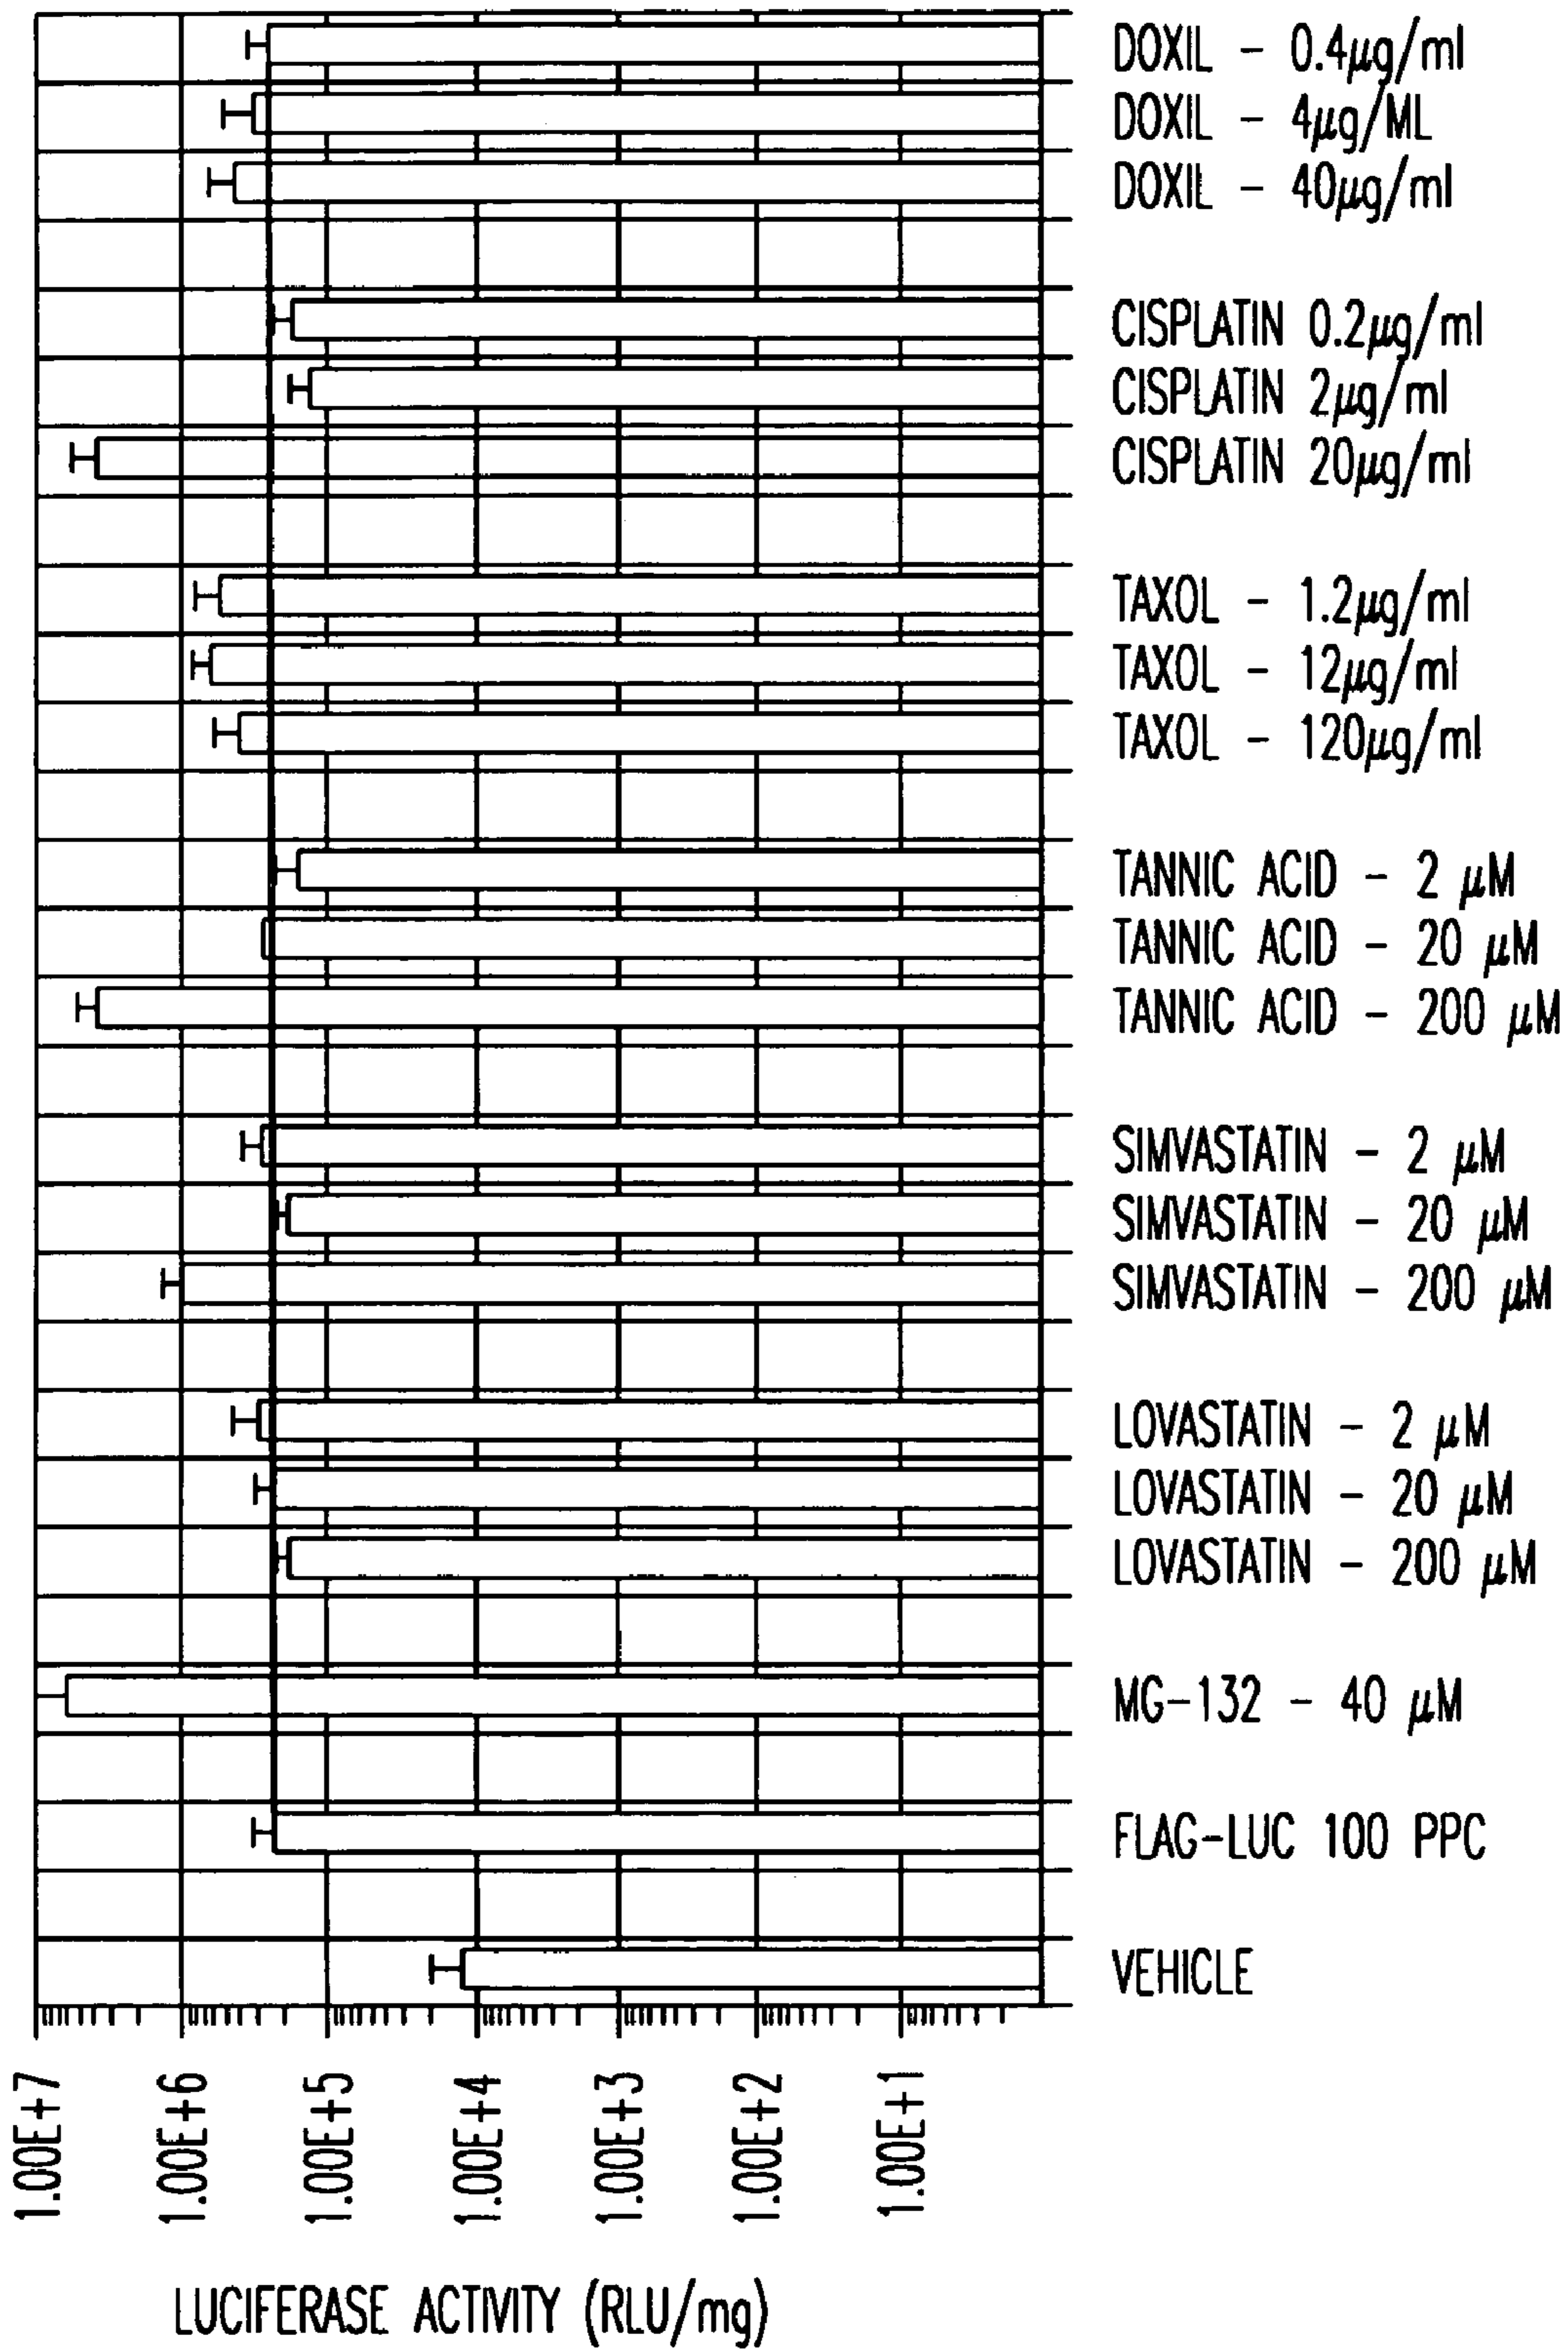 DOXIL - 0.4μg/ml
DOXIL - 4μg/ML
DOXIL - 40μg/ml
CISPLATIN 0.2μg/ml
CISPLATIN 2μg/ml
CISPLATIN 20μg/ml
TAXOL - 1.2μg/ml
TAXOL - 12μg/ml
TAXOL - 120μg/ml
TANNIC ACID - 2 μM
TANNIC ACID - 20 μM
TANNIC ACID - 200 μM
SIMVASTATIN - 2 μM
SIMVASTATIN - 20 μM
SIMVASTATIN - 200 μM
LOVASTATIN - 2 μM
LOVASTATIN - 20 μM
LOVASTATIN - 200 μM
MG-132 - 40 μM
FLAG-LUC 100 PPC
VEHICLE
1.00E+7
1.00E+6
1.00E+5
1.00E+4
1.00E+3
1.00E+2
1.00E+1
LUCIFERASE ACTIVITY (RLU/mg)